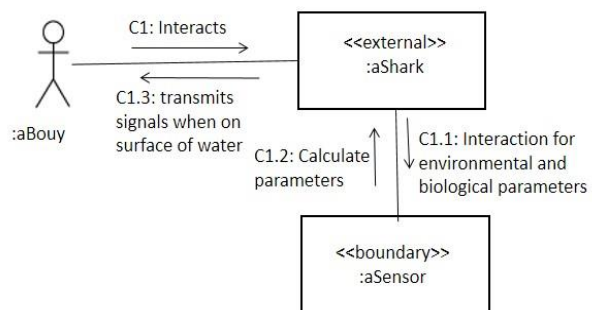 C1: Interacts
<<external>>
:aShark
C1.3: transmits
signals when on
surface of water
:aBouy
C1.2: Calculate
parameters
C1.1: Interaction for
environmental and
biological parameters
<<boundary>>
:aSensor